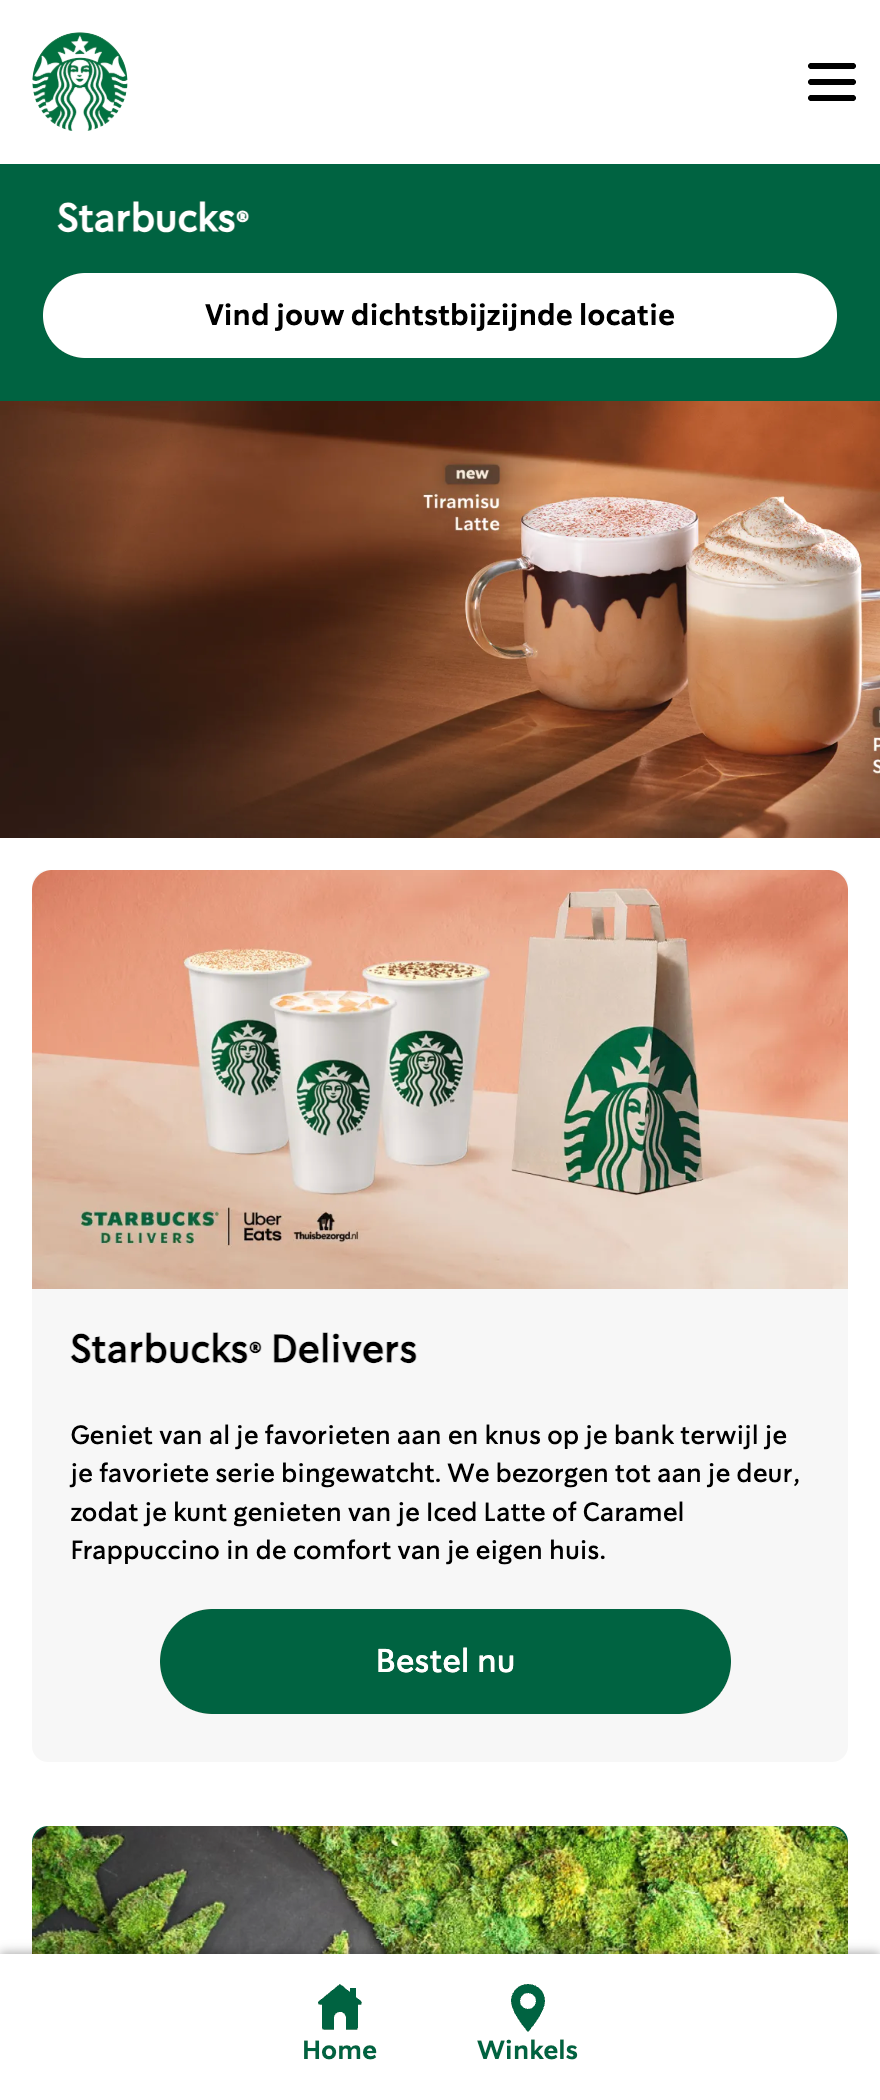 Starbucks®
Vind jouw dichtstbijzijnde locatie
new
Tiramisu
Latte
STARBUCKS®
DELIVERS
Uber
Eats
Thuisbezorgd.nl
Starbucks® Delivers
Geniet van al je favorieten aan en knus op je bank terwijl je
je favoriete serie bingewatcht. We bezorgen tot aan je deur,
zodat je kunt genieten van je Iced Latte of Caramel
Frappuccino in de comfort van je eigen huis.
Bestel nu
Home
Winkels